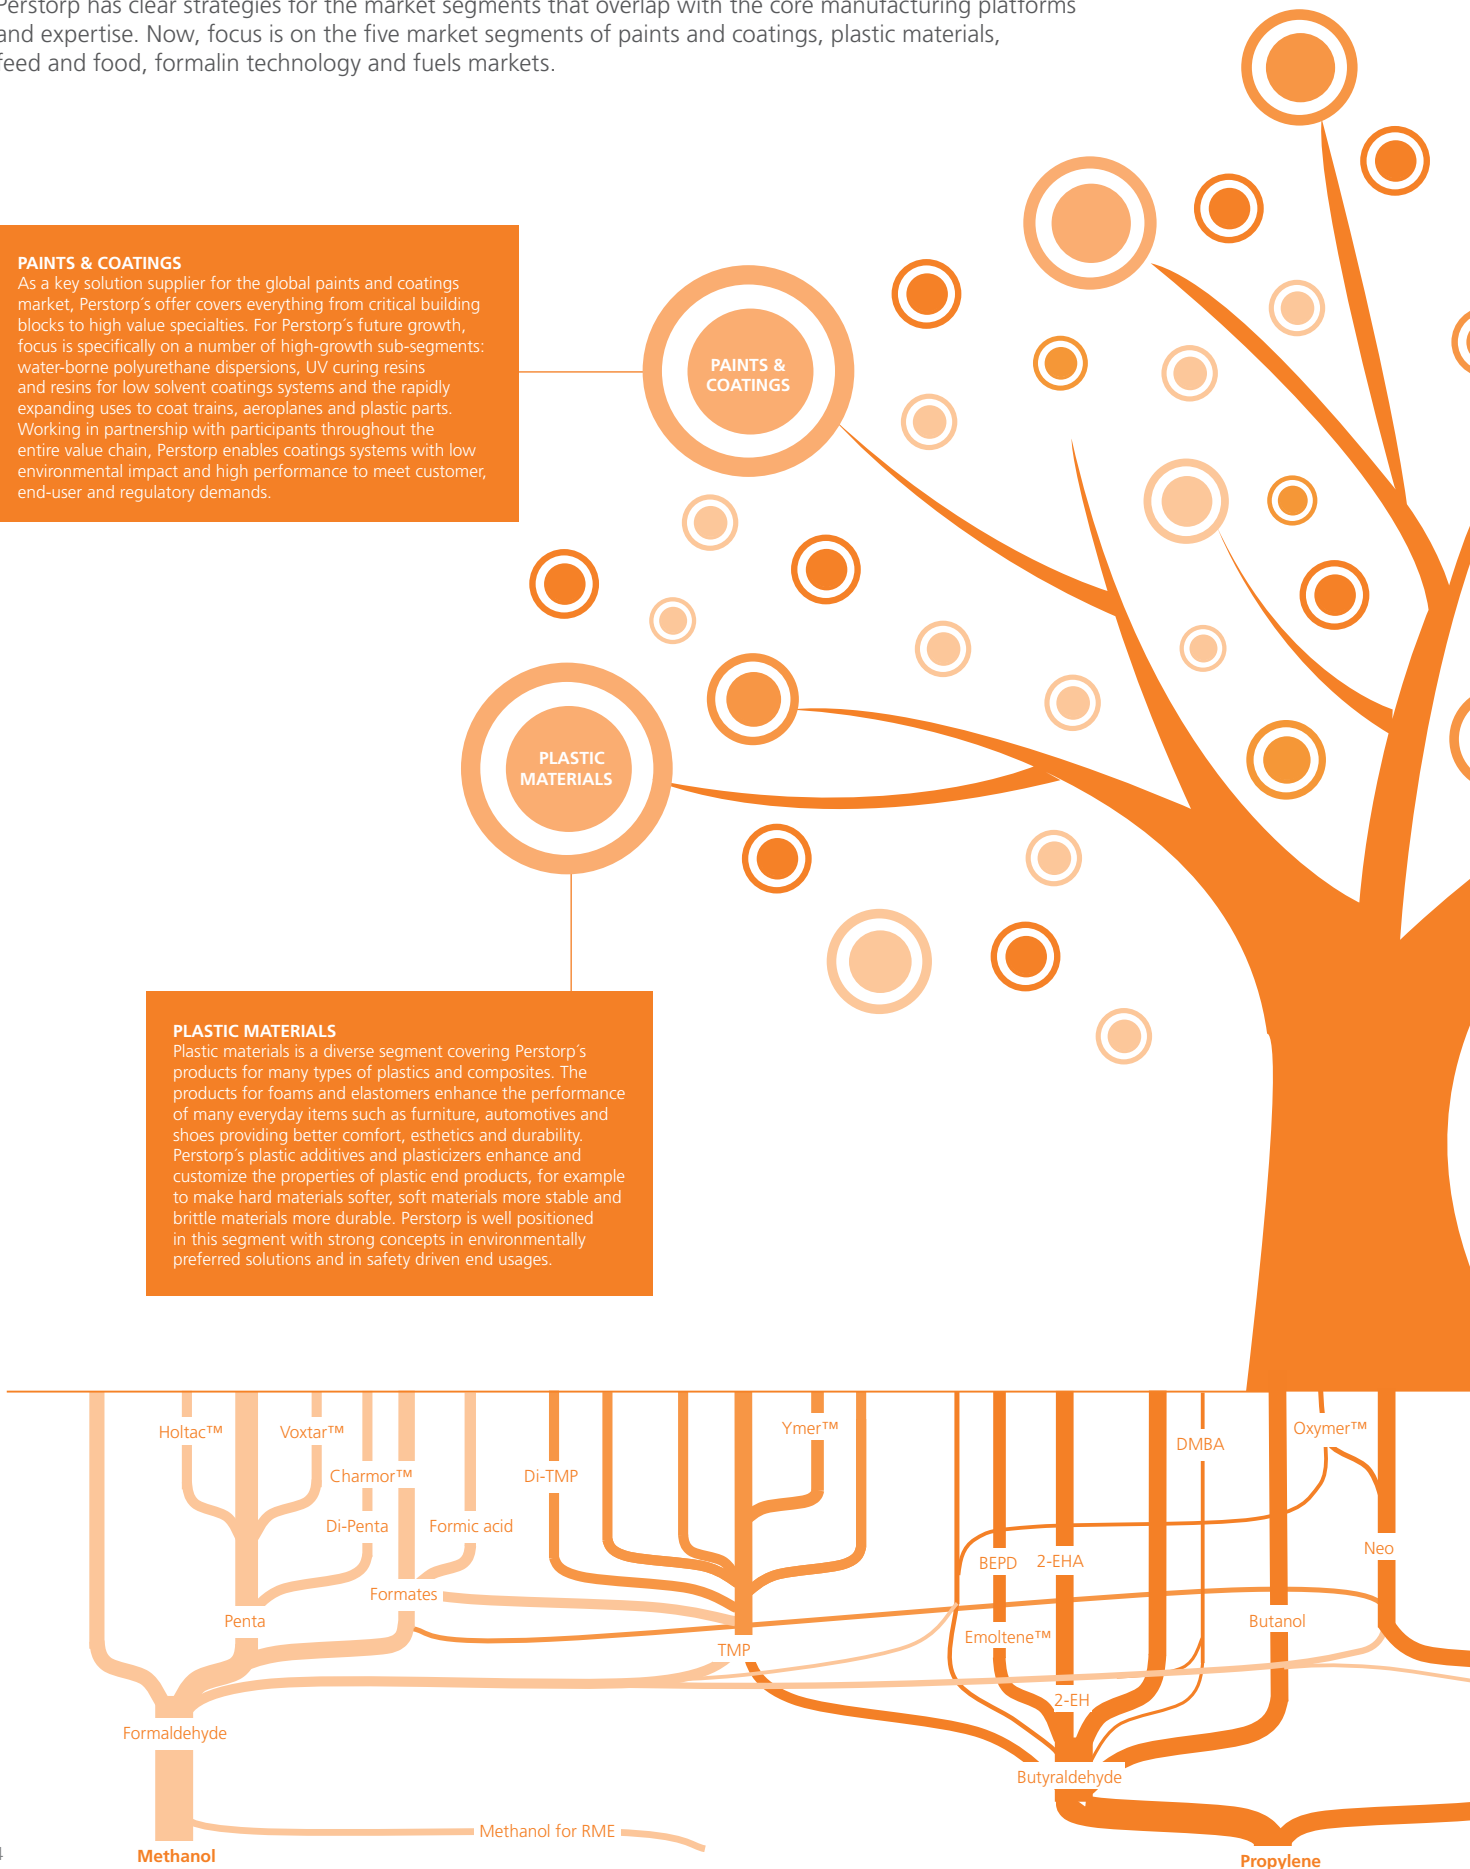 Perstorp has clear strategies for the market segments that overlap with the core manufacturing platforms
and expertise. Now, focus is on the five market segments of paints and coatings, plastic materials,
feed and food, formalin technology and fuels markets.
PAINTS & COATINGS
As a key solution supplier for the global paints and coatings
market, Perstorp´s offer covers everything from critical building
blocks to high value specialties. For Perstorp´s future growth,
focus is specifically on a number of high-growth sub-segments:
water-borne polyurethane dispersions, UV curing resins
and resins for low solvent coatings systems and the rapidly
expanding uses to coat trains, aeroplanes and plastic parts.
Working in partnership with participants throughout the
entire value chain, Perstorp enables coatings systems with low
environmental impact and high performance to meet customer,
end-user and regulatory demands.
PAINTS &
COATINGS
PLASTIC
MATERIALS
PLASTIC MATERIALS
Plastic materials is a diverse segment covering Perstorp´s
products for many types of plastics and composites. The
products for foams and elastomers enhance the performance
of many everyday items such as furniture, automotives and
shoes providing better comfort, esthetics and durability.
Perstorp´s plastic additives and plasticizers enhance and
customize the properties of plastic end products, for example
to make hard materials softer, soft materials more stable and
brittle materials more durable. Perstorp is well positioned
in this segment with strong concepts in environmentally
preferred solutions and in safety driven end usages.
Holtac™
Voxtar™
Ymer™
Oxymer™
DMBA
Charmor™
Di-TMP
Di-Penta
Formic acid
Neo
BEPD
2-EHA
Formates
Penta
Butanol
Emoltene™
TMP
2-EH
Formaldehyde
Butyraldehyde
Methanol for RME
4
Methanol
Propylene